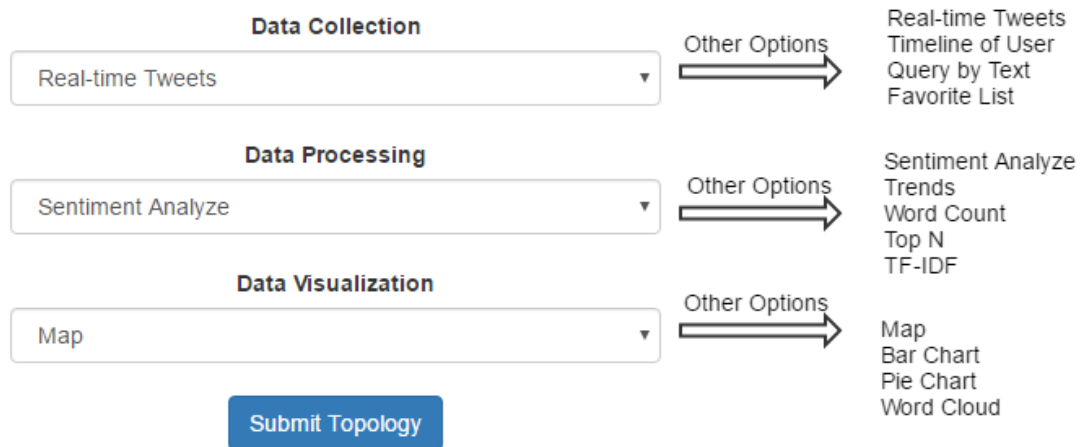 Data Collection
Real-time Tweets
Other Options
Real-time Tweets
Timeline of User
Query by Text
Favorite List
Data Processing
Sentiment Analyze
Other Options
Sentiment Analyze
Trends
Word Count
Top N
TF-IDF
Data Visualization
Map
Other Options
Map
Bar Chart
Pie Chart
Word Cloud
Submit Topology